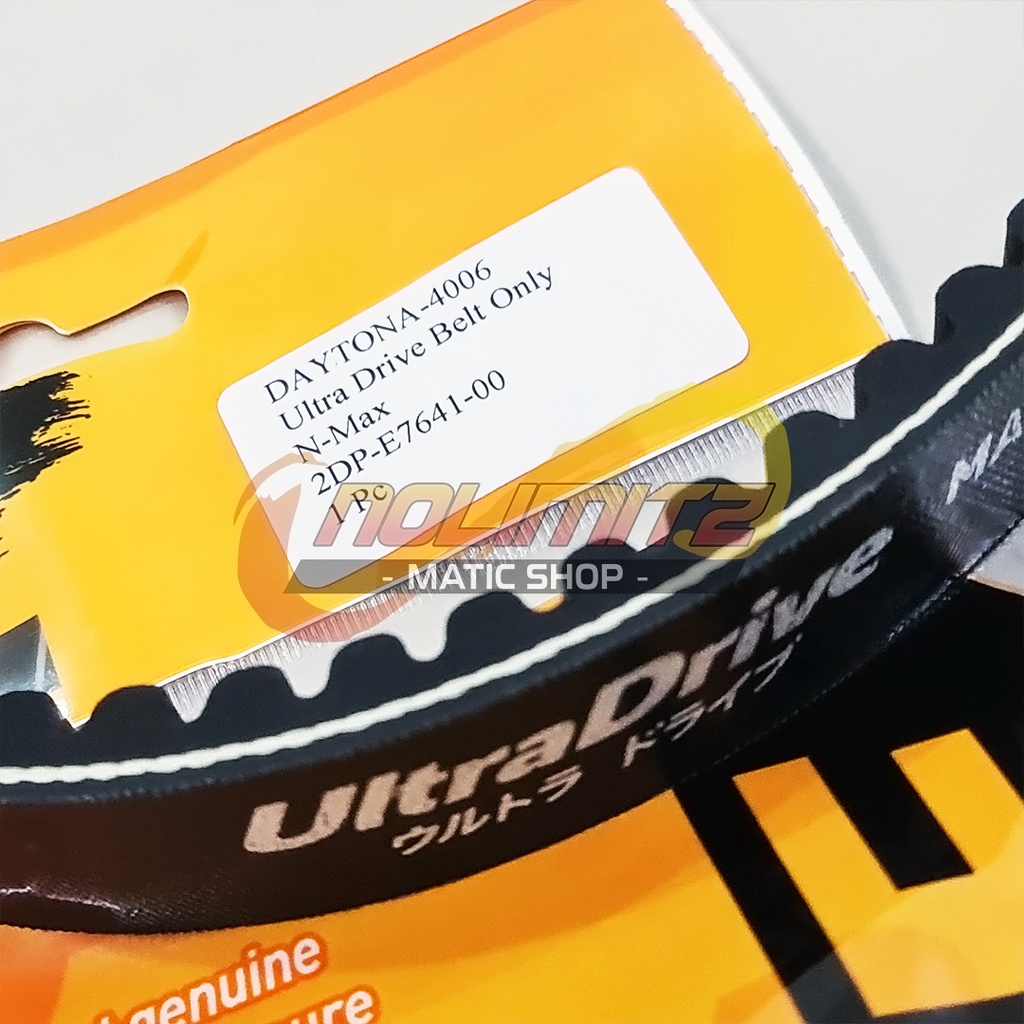 DAYTONA-4006
Ultra Drive Belt Only
N-Max
2DP-E7641-00
1 Pc
NOLIMITZ
- MATIC SHOP -
UltraDrive
ウルトラ ドライブ
genuine